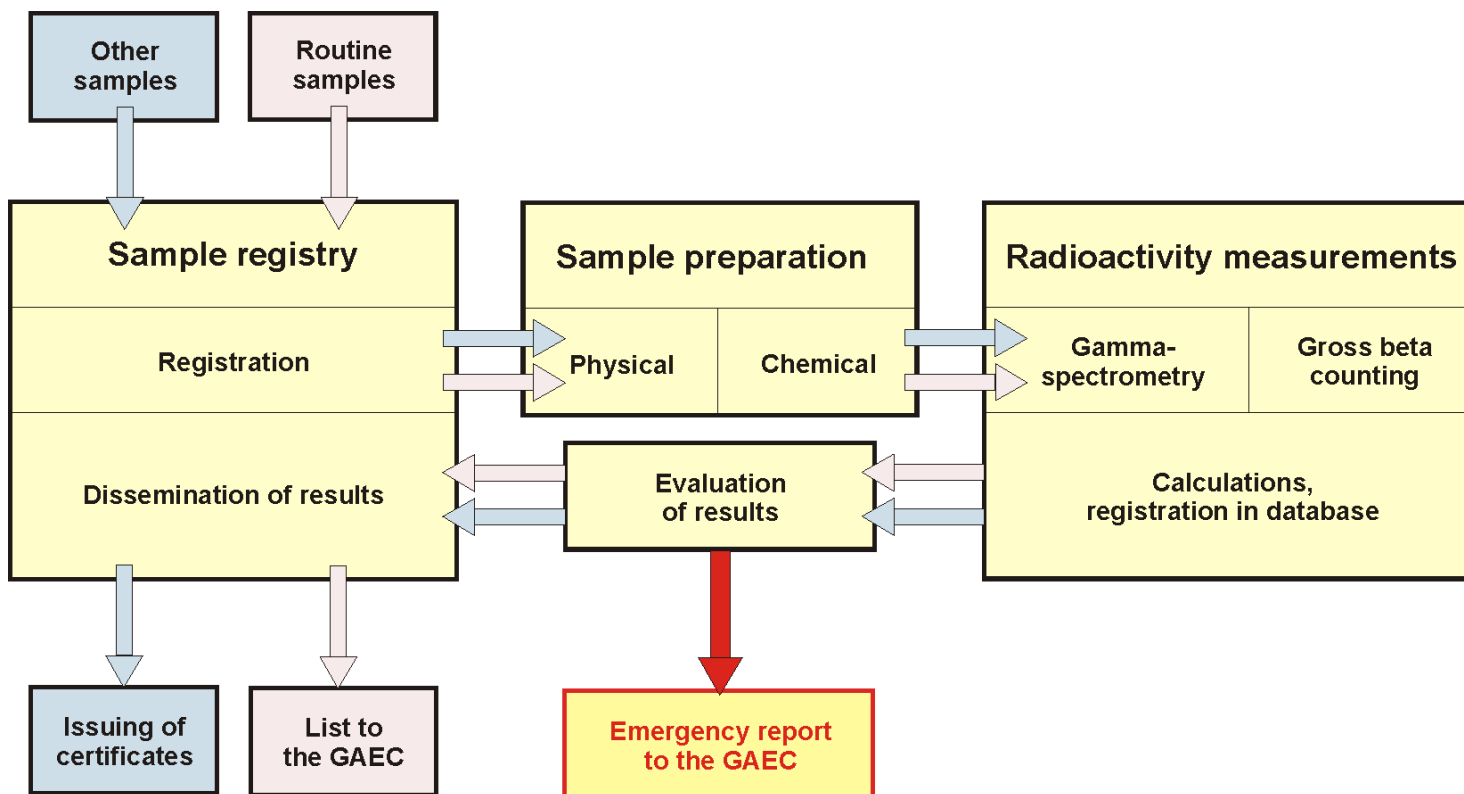 Other
samples
Routine
samples
Sample registry
Sample preparation
Radioactivity measurements
Registration
Physical
Chemical
Gamma-
spectrometry
Gross beta
counting
Dissemination of results
Evaluation
of results
Calculations,
registration in database
Issuing of
certificates
List to
the GAEC
Emergency report
to the GAEC